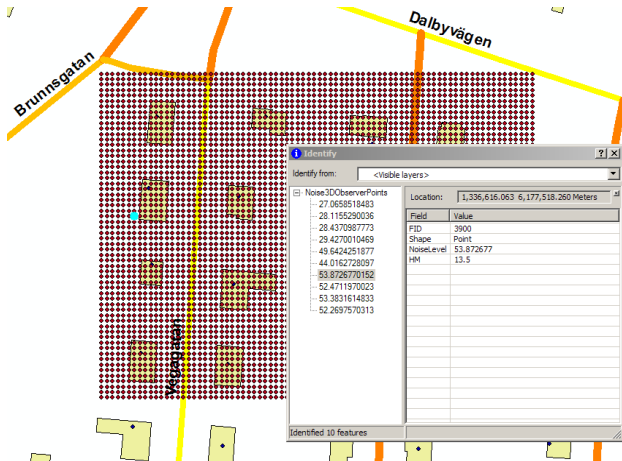 Dalbyvägen
Brunnsgatan
Vegagatan
Identify
Identify from: <Visible layers>
Noise3DObserverPoints
27.0658518483
28.1155290036
28.4370987773
29.4270010469
49.6424251877
44.0162728097
53.8726770152
52.4711970023
53.3831614833
52.2697570313
Location: 1,336,616.063 6,177,518.260 Meters
Field Value
FID 3900
Shape Point
NoiseLevel 53.872677
HM 13.5
Identified 10 features